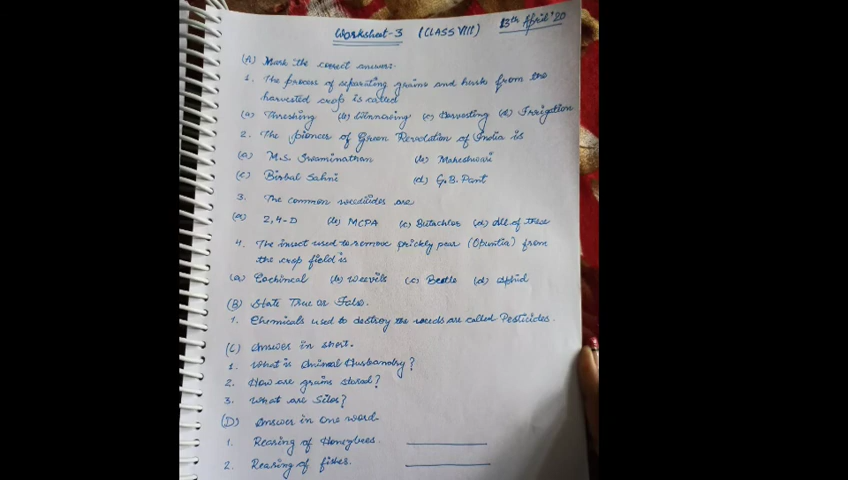 Worksheet-3 (CLASS VIII) 13th April '20
(A) Mark the correct answer.
1. The process of separating grains and husk from the
harvested crop is called
(a) Threshing (b) Winnowing (c) Harvesting (d) Irrigation
2. The pioneer of Green Revolution of India is
(a) M.S. Swaminathan (b) Maheshwari
(c) Birbal Sahni (d) G.B. Pant
3. The common weedicides are
(a) 2,4-D (b) MCPA (c) Butachlor (d) All of these
4. The insect used to remove prickly pear (Opuntia) from
the crop field is
(a) Cochineal (b) Weevils (c) Beetle (d) Aphid
(B) State True or False.
1. Chemicals used to destroy the weeds are called Pesticides.
(C) Answer in short.
1. What is Animal Husbandry?
2. How are grains stored?
3. What are Silos?
(D) Answer in one word.
1. Rearing of Honeybees.
2. Rearing of fishes.